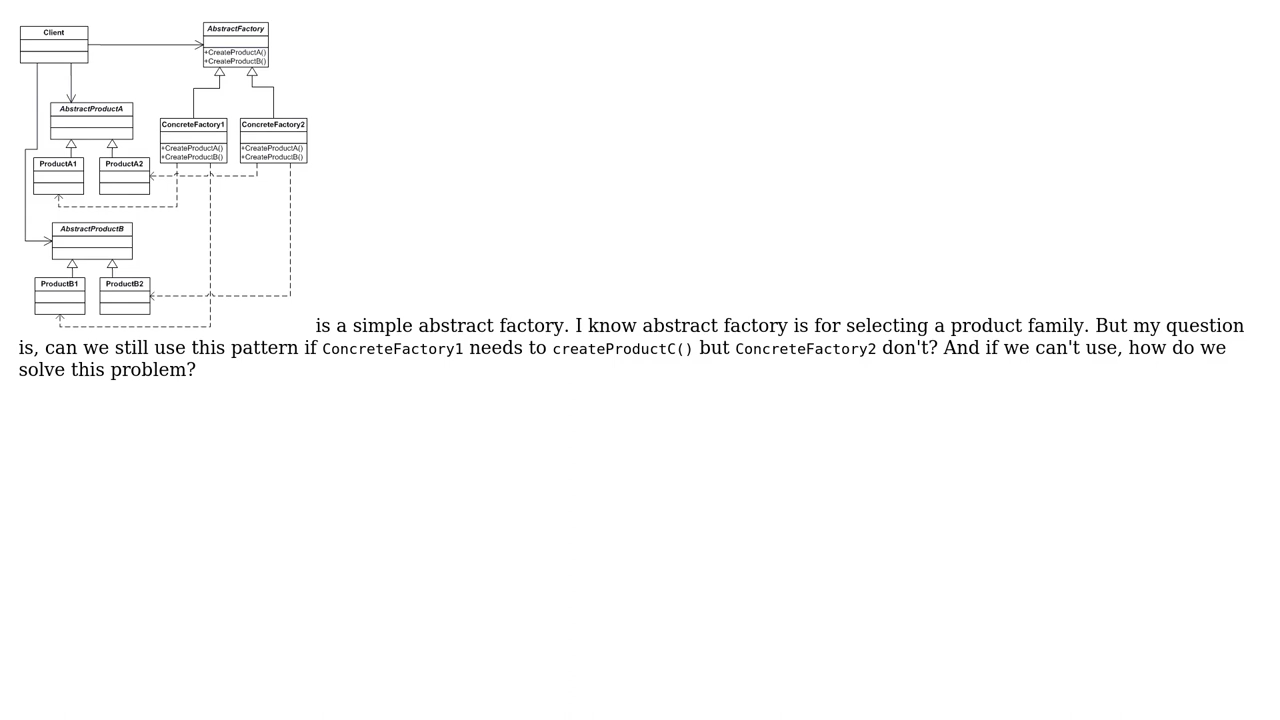 Client
AbstractFactory
+CreateProductA()
+CreateProductB()
AbstractProductA
ConcreteFactory1
+CreateProductA()
+CreateProductB()
ConcreteFactory2
+CreateProductA()
+CreateProductB()
ProductA1
ProductA2
AbstractProductB
ProductB1
ProductB2
is a simple abstract factory. I know abstract factory is for selecting a product family. But my question
is, can we still use this pattern if ConcreteFactory1 needs to createProductC() but ConcreteFactory2 don't? And if we can't use, how do we
solve this problem?